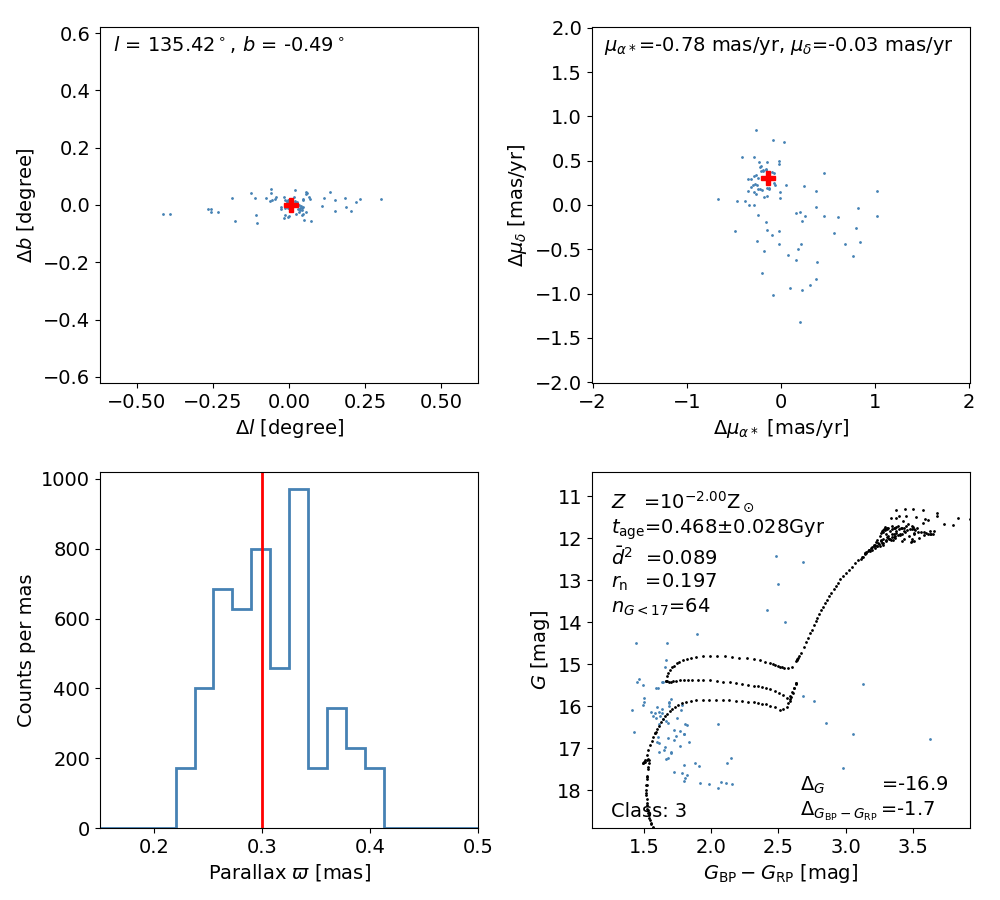 l = 135.42°, b = -0.49°
0.6
0.4
0.2
0.0
−0.2
−0.4
−0.6
−0.50 −0.25 0.00 0.25 0.50
Δl [degree]
Δb [degree]
μα*=-0.78 mas/yr, μδ=-0.03 mas/yr
2.0
1.5
1.0
0.5
0.0
−0.5
−1.0
−1.5
−2.0
−2 −1 0 1 2
Δμα* [mas/yr]
Δμδ [mas/yr]
1000
800
600
400
200
0
0.2 0.3 0.4 0.5
Parallax ϖ [mas]
Counts per mas
Z =10^−2.00 Z⊙
t_age=0.468±0.028Gyr
d̄² =0.089
r_n =0.197
n_G<17=64
11
12
13
14
15
16
17
18
Δ_G =-16.9
Δ_GBP−GRP =-1.7
Class: 3
1.5 2.0 2.5 3.0 3.5
G_BP − G_RP [mag]
G [mag]